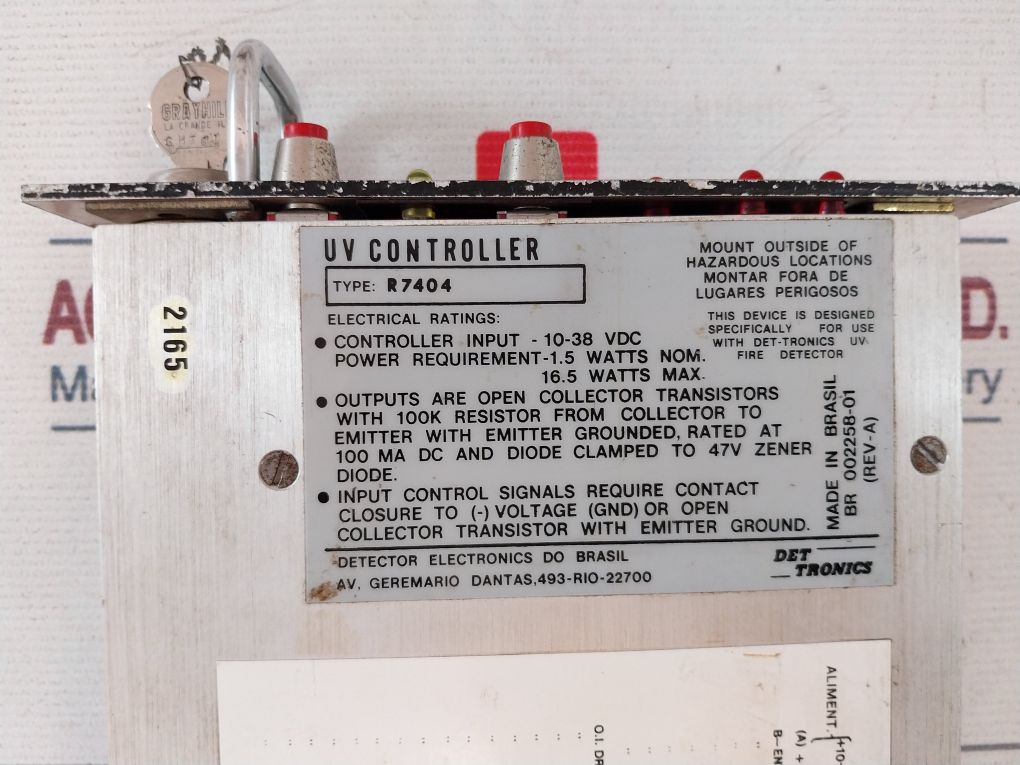 GRAYHILL
UV CONTROLLER
TYPE: R7404
MOUNT OUTSIDE OF
HAZARDOUS LOCATIONS
MONTAR FORA DE
LUGARES PERIGOSOS
THIS DEVICE IS DESIGNED
SPECIFICALLY FOR USE
WITH DET-TRONICS UV
FIRE DETECTOR
ELECTRICAL RATINGS:
● CONTROLLER INPUT - 10-38 VDC
POWER REQUIREMENT-1.5 WATTS NOM.
16.5 WATTS MAX.
● OUTPUTS ARE OPEN COLLECTOR TRANSISTORS
WITH 100K RESISTOR FROM COLLECTOR TO
EMITTER WITH EMITTER GROUNDED, RATED AT
100 MA DC AND DIODE CLAMPED TO 47V ZENER
DIODE.
● INPUT CONTROL SIGNALS REQUIRE CONTACT
CLOSURE TO (-) VOLTAGE (GND) OR OPEN
COLLECTOR TRANSISTOR WITH EMITTER GROUND.
MADE IN BRASIL
BR 002258-01
(REV-A)
DETECTOR ELECTRONICS DO BRASIL
AV, GEREMARIO DANTAS,493-RIO-22700
DET
TRONICS
2165
ALIMENT.
(A) +
B-EN
O.I. DR